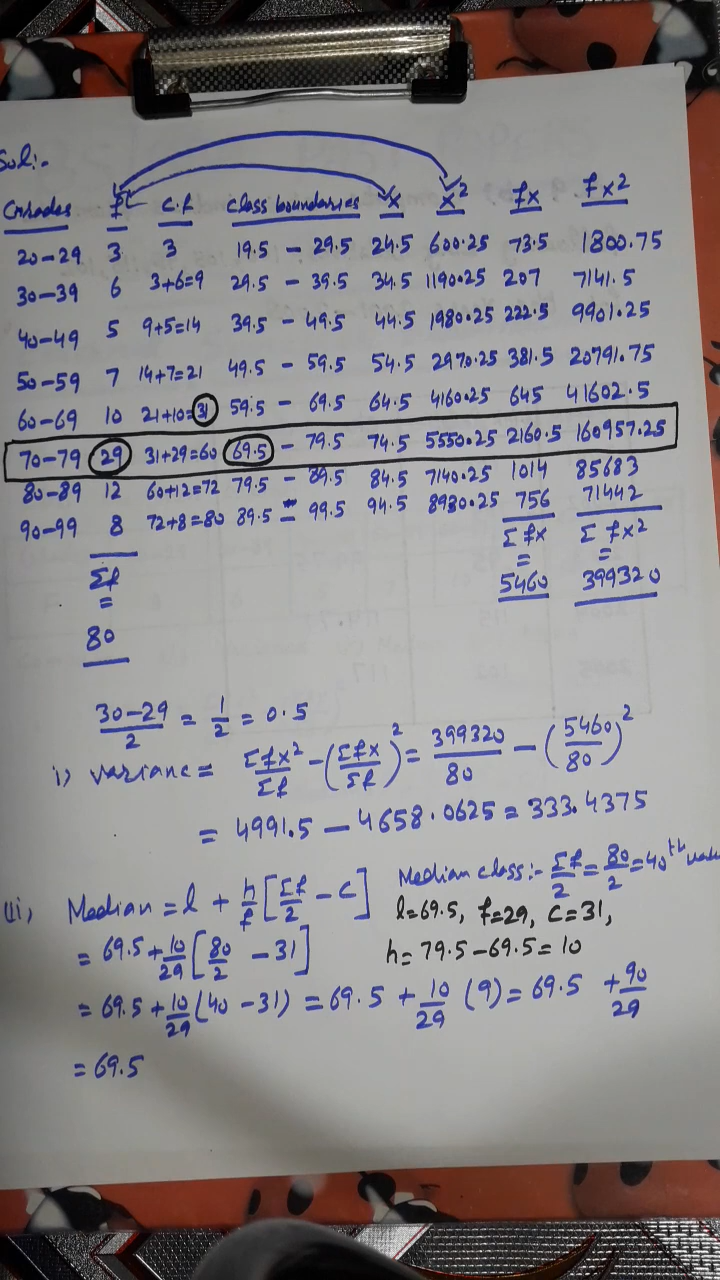 Sol:-
Grades f C.f Class boundaries x x² fx fx²
20-29 3 3 19.5 - 29.5 24.5 600.25 73.5 1800.75
30-39 6 3+6=9 29.5 - 39.5 34.5 1190.25 207 7141.5
40-49 5 9+5=14 39.5 - 49.5 44.5 1980.25 222.5 9901.25
50-59 7 14+7=21 49.5 - 59.5 54.5 2970.25 381.5 20791.75
60-69 10 21+10=31 59.5 - 69.5 64.5 4160.25 645 41602.5
70-79 29 31+29=60 69.5 - 79.5 74.5 5550.25 2160.5 160957.25
80-89 12 60+12=72 79.5 - 89.5 84.5 7140.25 1014 85683
90-99 8 72+8=80 89.5 - 99.5 94.5 8930.25 756 71442
Σf = 80 Σfx = 5460 Σfx² = 399320
30-29/2 = 1/2 = 0.5
i) variance = Σfx²/Σf - (Σfx/Σf)² = 399320/80 - (5460/80)²
= 4991.5 - 4658.0625 = 333.4375
(ii) Median = l + h/f [Σf/2 - C] Median class:- Σf/2 = 80/2 = 40th
l=69.5, f=29, C=31,
= 69.5 + 10/29 [80/2 - 31] h = 79.5 - 69.5 = 10
= 69.5 + 10/29 (40 - 31) = 69.5 + 10/29 (9) = 69.5 + 90/29
= 69.5